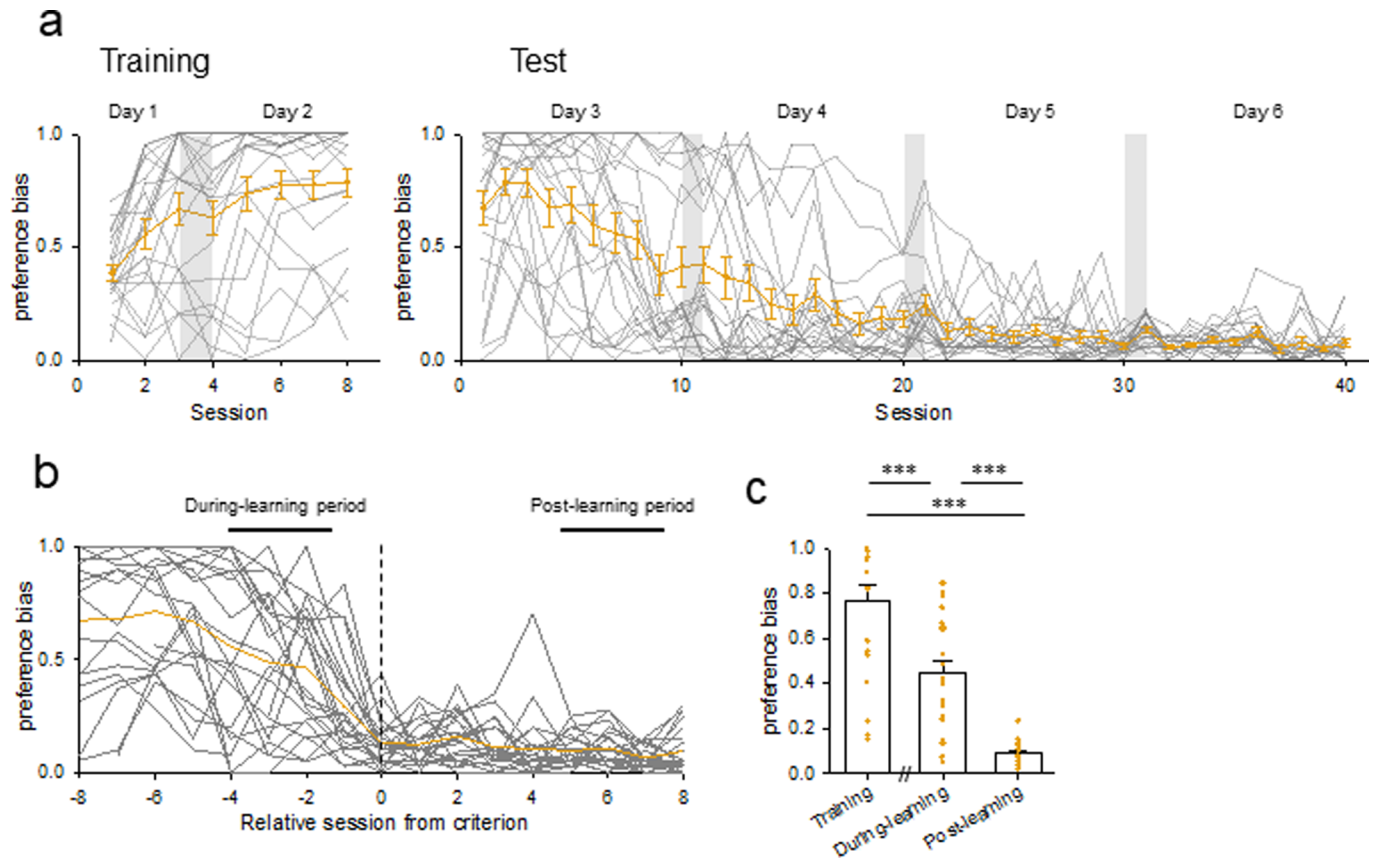 a
Training
Test
Day 1
Day 2
Day 3
Day 4
Day 5
Day 6
preference bias
1.0
0.5
0.0
0
2
4
6
8
Session
preference bias
1.0
0.5
0.0
0
10
20
30
40
Session
b
During-learning period
Post-learning period
preference bias
1.0
0.5
0.0
-8
-6
-4
-2
0
2
4
6
8
Relative session from criterion
c
***
***
***
preference bias
1.0
0.8
0.6
0.4
0.2
0.0
//
Training
During-learning
Post-learning